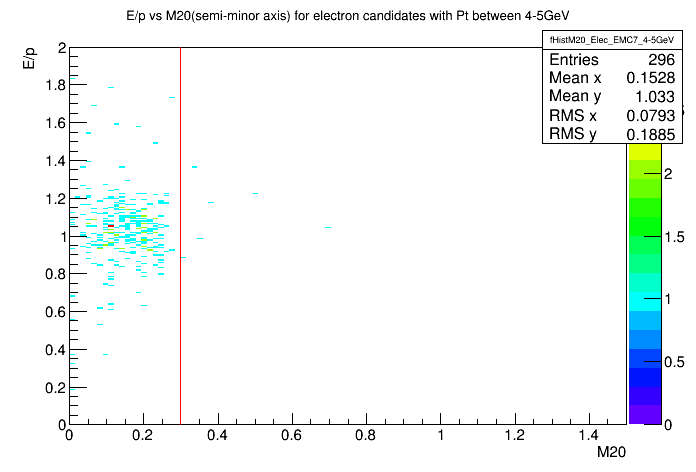 E/p vs M20(semi-minor axis) for electron candidates with Pt between 4-5GeV
fHistM20_Elec_EMC7_4-5GeV
Entries 296
Mean x 0.1528
Mean y 1.033
RMS x 0.0793
RMS y 0.1885
E/p
2
1.8
1.6
1.4
1.2
1
0.8
0.6
0.4
0.2
0
0 0.2 0.4 0.6 0.8 1 1.2 1.4
M20
2
1.5
1
0.5
0